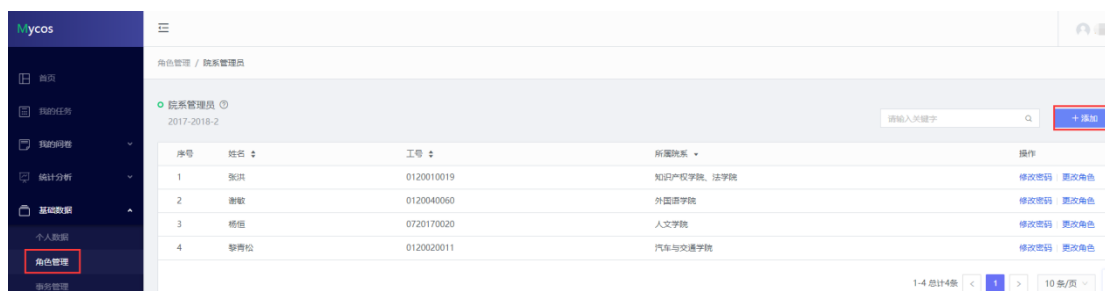 Mycos
角色管理 / 院系管理员
首页
我的任务
我的问卷
统计分析
基础数据
个人数据
角色管理
事务管理
院系管理员
2017-2018-2
请输入关键字
+ 添加
序号 姓名 工号 所属院系 操作
1 张洪 0120010019 知识产权学院、法学院 修改密码 更改角色
2 谢敏 0120040060 外国语学院 修改密码 更改角色
3 杨恒 0720170020 人文学院 修改密码 更改角色
4 黎青松 0120020011 汽车与交通学院 修改密码 更改角色
1-4 总计4条 < 1 > 10 条/页